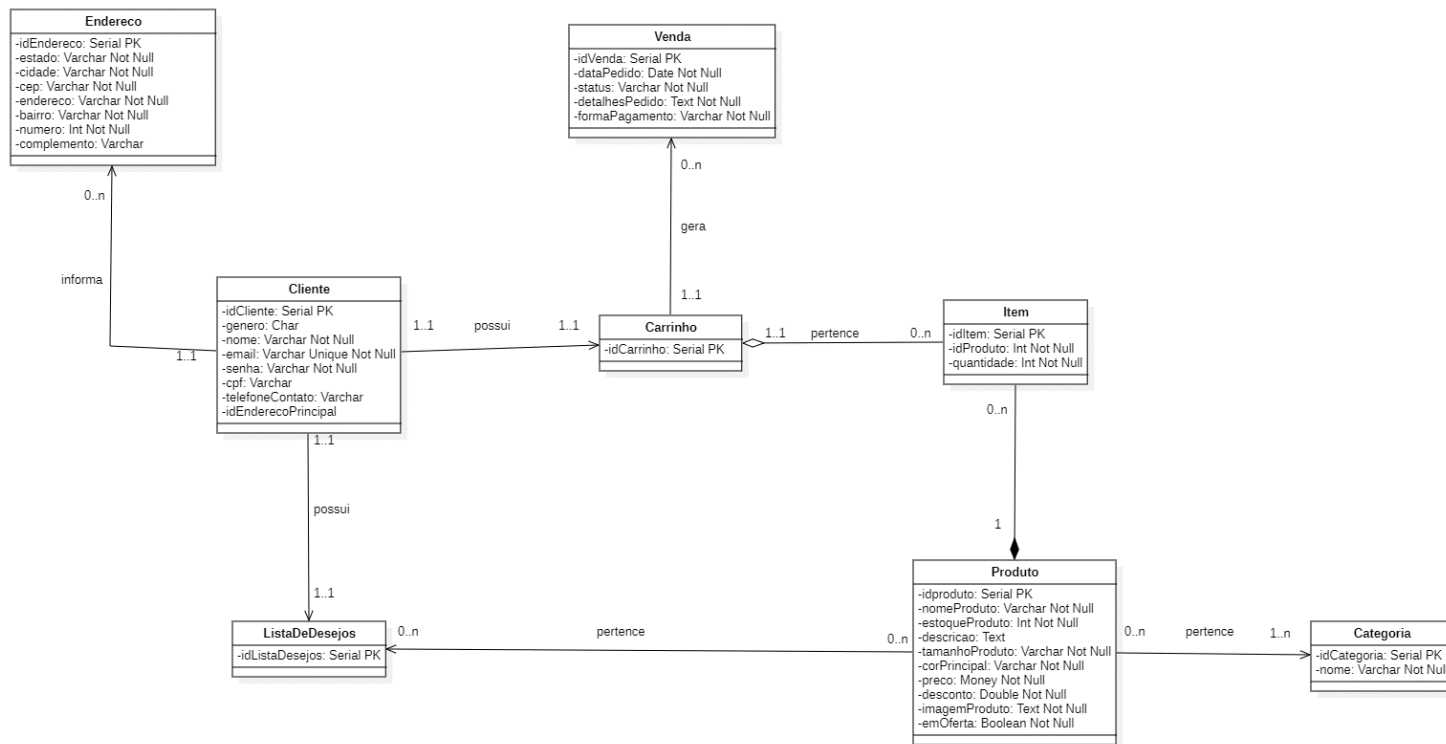 Endereco
-idEndereco: Serial PK
-estado: Varchar Not Null
-cidade: Varchar Not Null
-cep: Varchar Not Null
-endereco: Varchar Not Null
-bairro: Varchar Not Null
-numero: Int Not Null
-complemento: Varchar
Venda
-idVenda: Serial PK
-dataPedido: Date Not Null
-status: Varchar Not Null
-detalhesPedido: Text Not Null
-formaPagamento: Varchar Not Null
0..n
informa
1..1
0..n
gera
1..1
Cliente
-idCliente: Serial PK
-genero: Char
-nome: Varchar Not Null
-email: Varchar Unique Not Null
-senha: Varchar Not Null
-cpf: Varchar
-telefoneContato: Varchar
-idEnderecoPrincipal
1..1 possui 1..1
Carrinho
-idCarrinho: Serial PK
1..1 pertence 0..n
Item
-idItem: Serial PK
-idProduto: Int Not Null
-quantidade: Int Not Null
0..n
1
1..1
possui
1..1
ListaDeDesejos
-idListaDesejos: Serial PK
0..n pertence 0..n
Produto
-idproduto: Serial PK
-nomeProduto: Varchar Not Null
-estoqueProduto: Int Not Null
-descricao: Text
-tamanhoProduto: Varchar Not Null
-corPrincipal: Varchar Not Null
-preco: Money Not Null
-desconto: Double Not Null
-imagemProduto: Text Not Null
-emOferta: Boolean Not Null
0..n pertence 1..n
Categoria
-idCategoria: Serial PK
-nome: Varchar Not Null